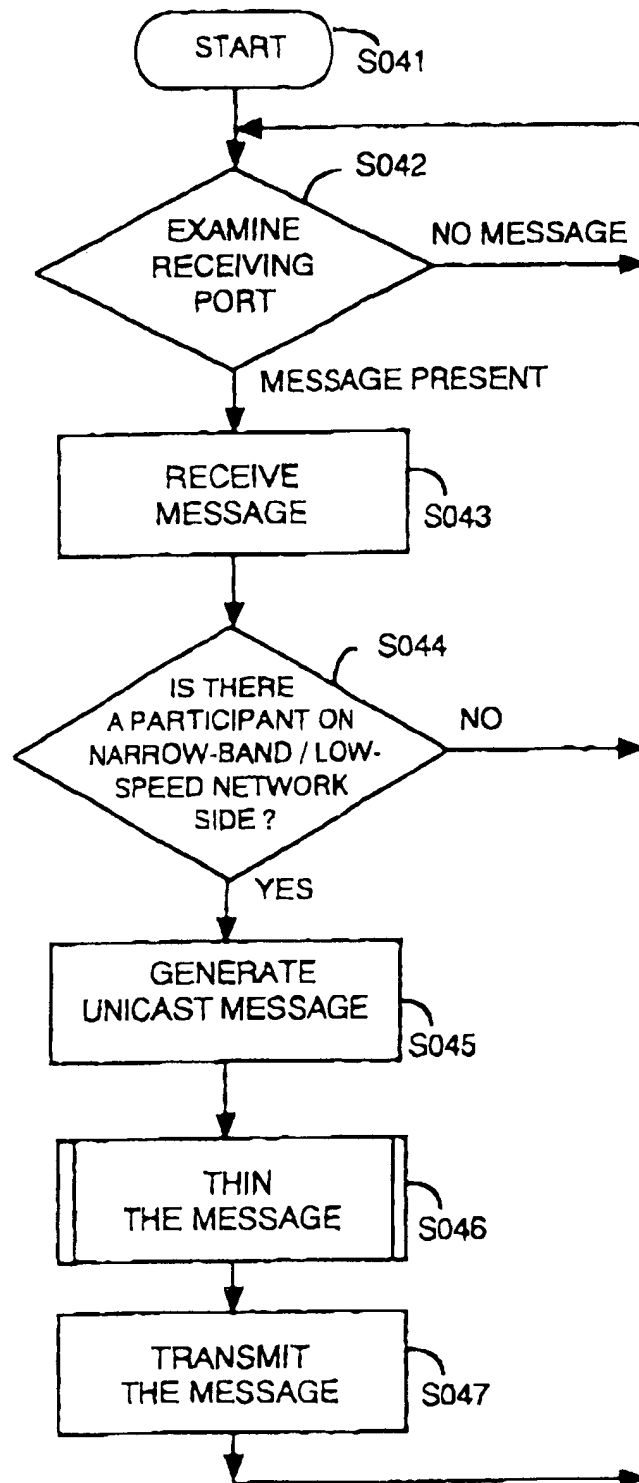 START
S041
S042
EXAMINE
RECEIVING
PORT
NO MESSAGE
MESSAGE PRESENT
RECEIVE
MESSAGE
S043
S044
IS THERE
A PARTICIPANT ON
NARROW-BAND / LOW-
SPEED NETWORK
SIDE ?
NO
YES
GENERATE
UNICAST MESSAGE
S045
THIN
THE MESSAGE
S046
TRANSMIT
THE MESSAGE
S047